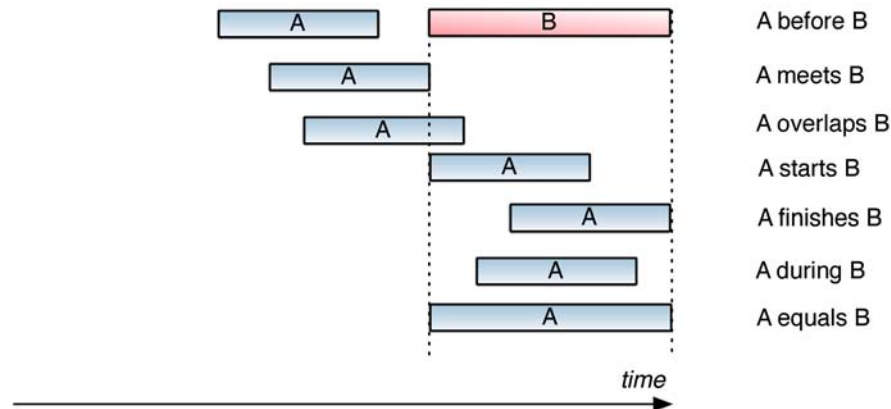 A B A before B
A A meets B
A A overlaps B
A A starts B
A A finishes B
A A during B
A A equals B
time